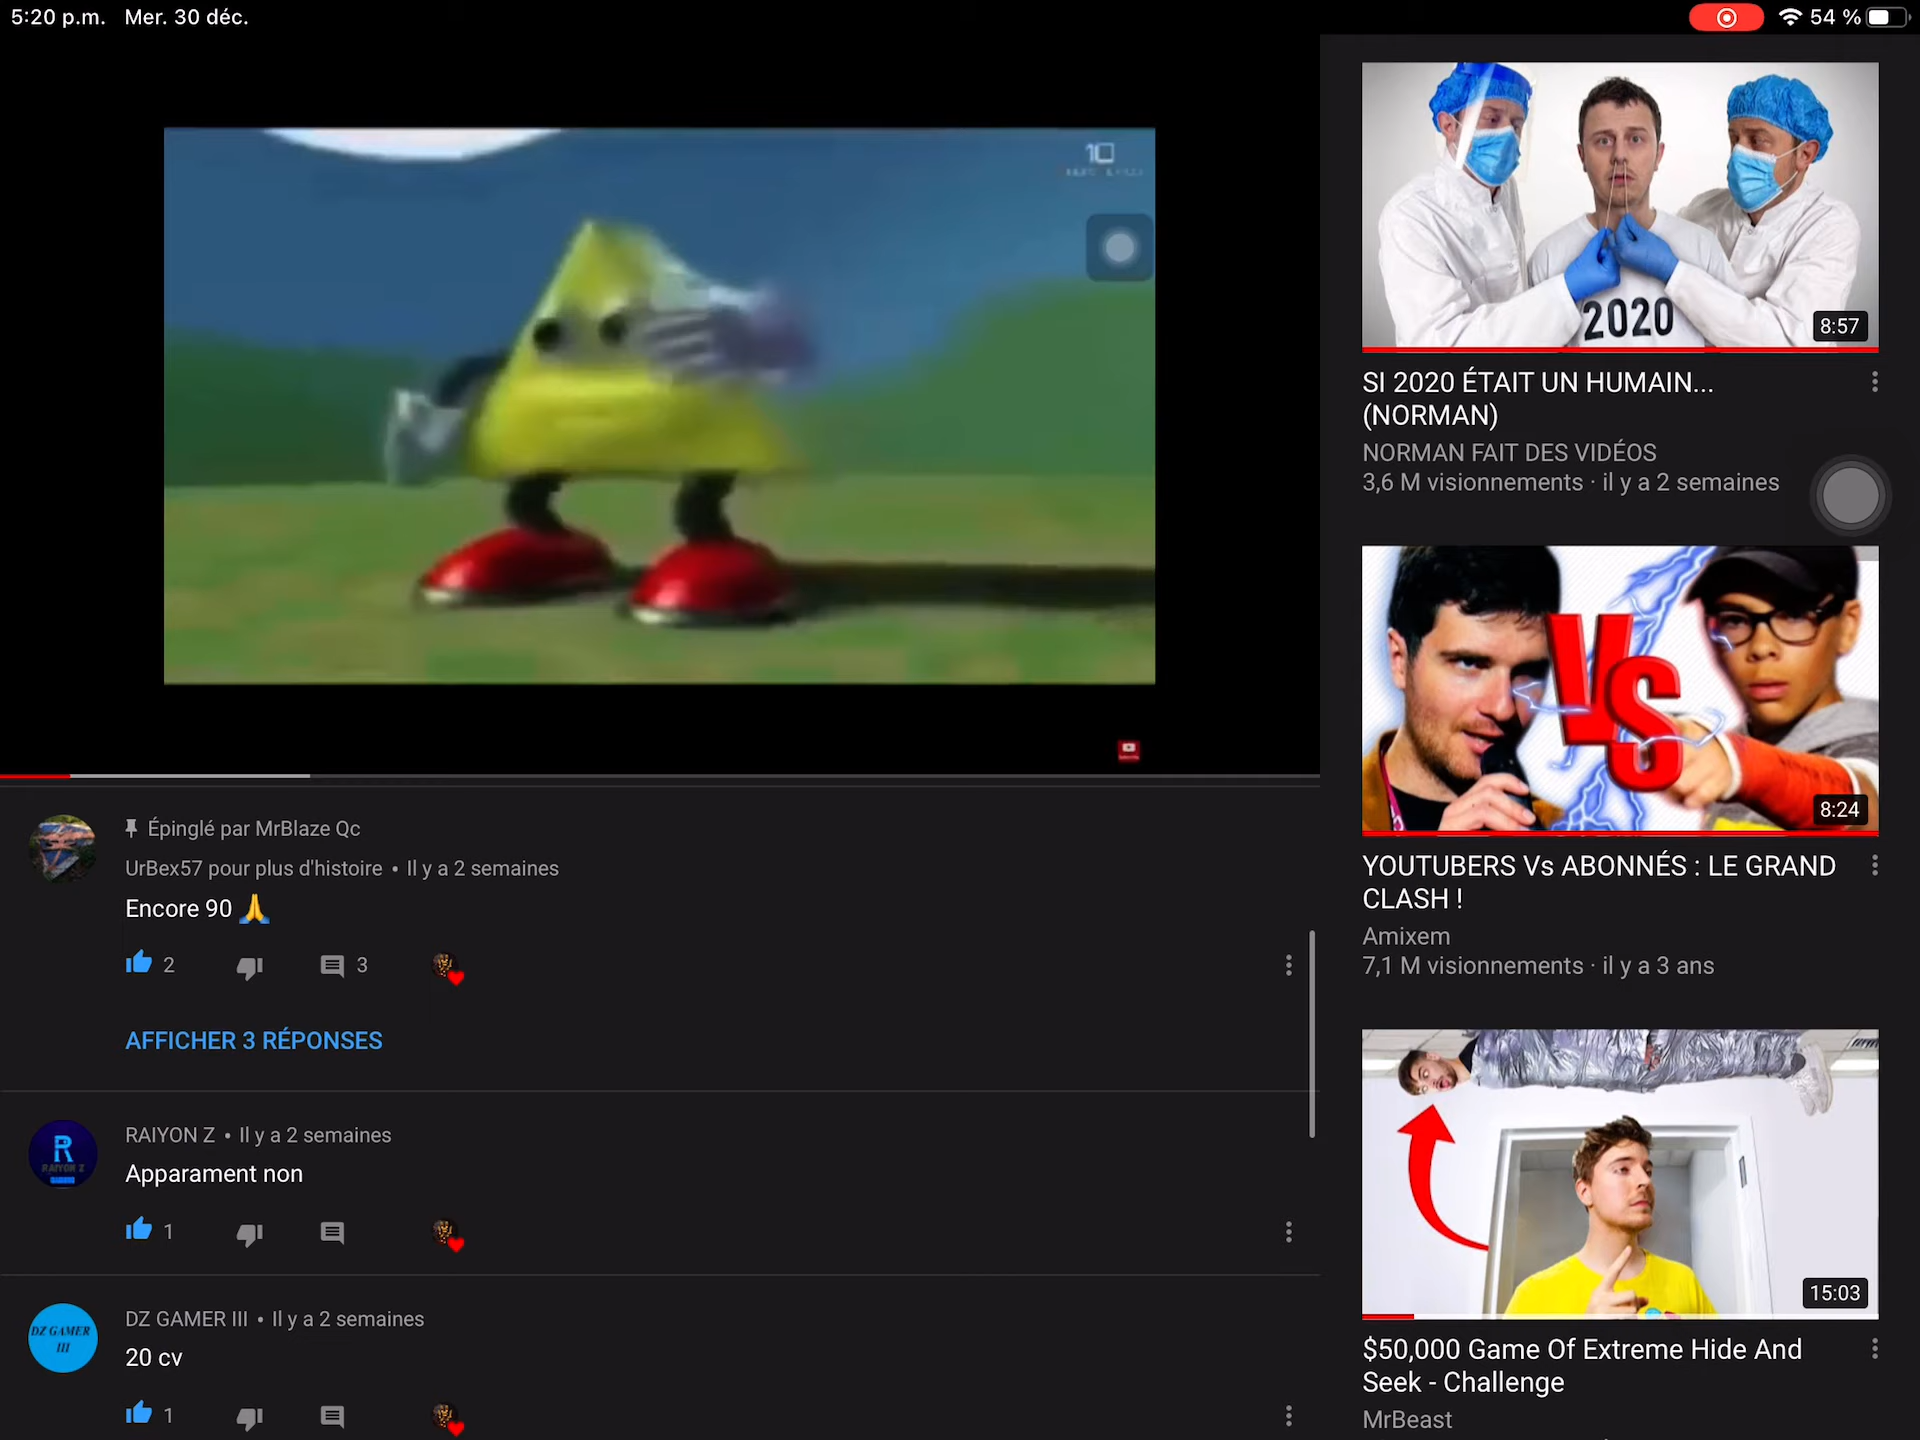 5:20 p.m. Mer. 30 déc.
54 %
2020
8:57
SI 2020 ÉTAIT UN HUMAIN...
(NORMAN)
NORMAN FAIT DES VIDÉOS
3,6 M visionnements · il y a 2 semaines
VS
8:24
YOUTUBERS Vs ABONNÉS : LE GRAND
CLASH !
Amixem
7,1 M visionnements · il y a 3 ans
15:03
$50,000 Game Of Extreme Hide And
Seek - Challenge
MrBeast
Épinglé par MrBlaze Qc
UrBex57 pour plus d'histoire • Il y a 2 semaines
Encore 90 🙏
2
3
AFFICHER 3 RÉPONSES
R
RAIYON Z
RAIYON Z • Il y a 2 semaines
Apparament non
1
DZ GAMER
III
DZ GAMER III • Il y a 2 semaines
20 cv
1